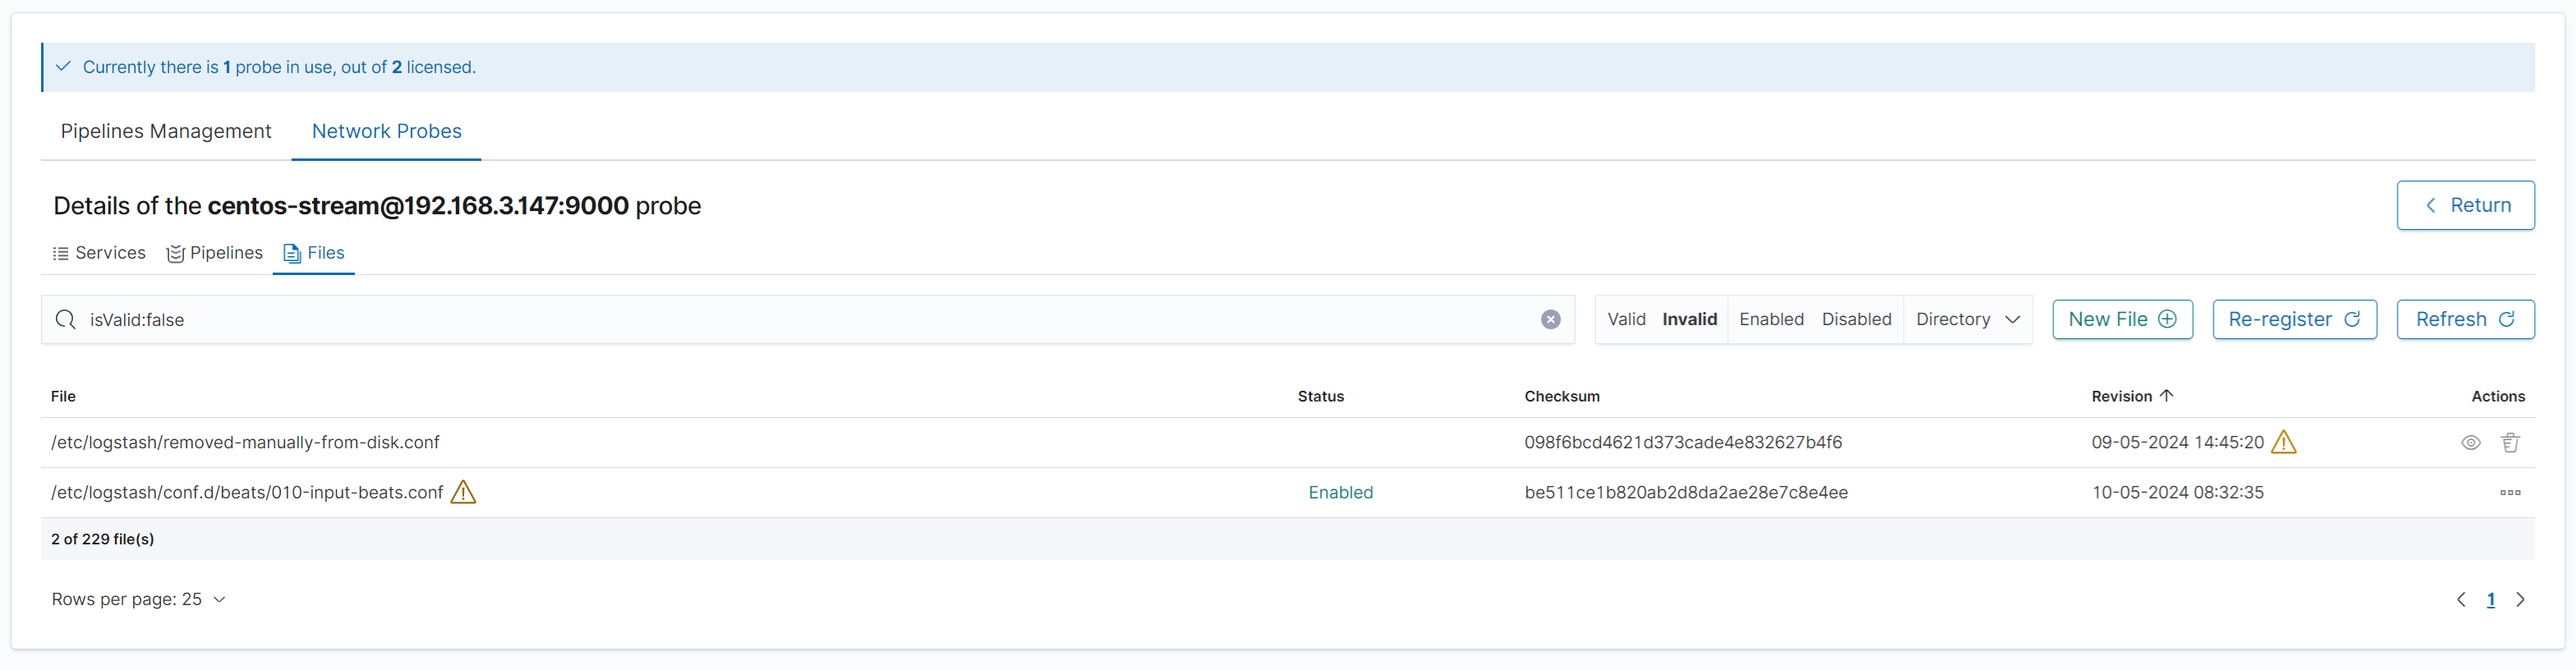 Currently there is 1 probe in use, out of 2 licensed.
Pipelines Management Network Probes
Details of the centos-stream@192.168.3.147:9000 probe
Return
Services Pipelines Files
isValid:false
Valid Invalid Enabled Disabled Directory
New File Re-register Refresh
File Status Checksum Revision Actions
/etc/logstash/removed-manually-from-disk.conf 098f6bcd4621d373cade4e832627b4f6 09-05-2024 14:45:20
/etc/logstash/conf.d/beats/010-input-beats.conf Enabled be511ce1b820ab2d8da2ae28e7c8e4ee 10-05-2024 08:32:35
2 of 229 file(s)
Rows per page: 25
1